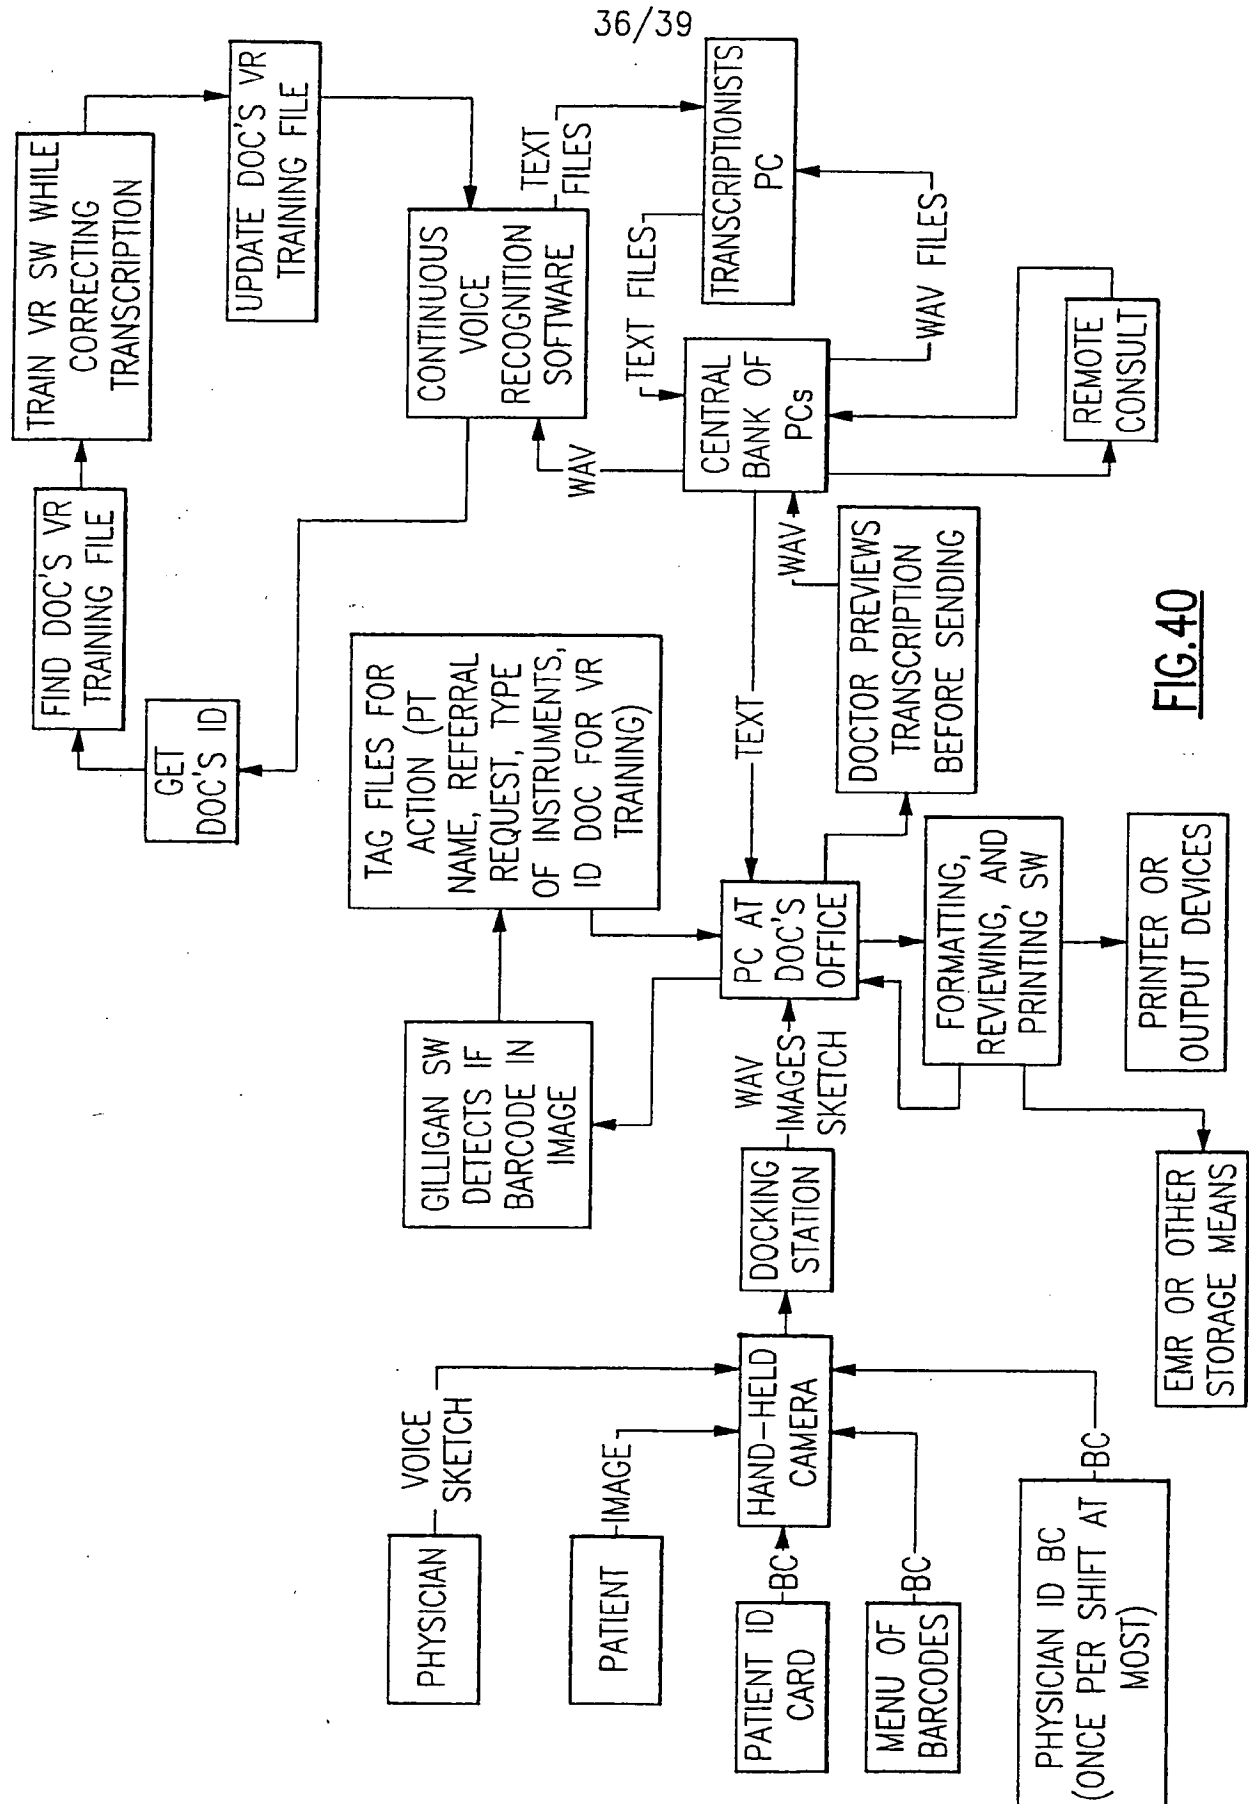 36/39
PHYSICIAN
VOICE
SKETCH
PATIENT
IMAGE
PATIENT ID
CARD
BC
MENU OF
BARCODES
BC
PHYSICIAN ID BC
(ONCE PER SHIFT AT
MOST)
BC
HAND-HELD
CAMERA
DOCKING
STATION
WAV
IMAGES
SKETCH
GILLIGAN SW
DETECTS IF
BARCODE IN
IMAGE
TAG FILES FOR
ACTION (PT
NAME, REFERRAL
REQUEST, TYPE
OF INSTRUMENTS,
ID DOC FOR VR
TRAINING)
PC AT
DOC'S
OFFICE
FORMATTING,
REVIEWING, AND
PRINTING SW
EMR OR OTHER
STORAGE MEANS
PRINTER OR
OUTPUT DEVICES
TEXT
DOCTOR PREVIEWS
TRANSCRIPTION
BEFORE SENDING
WAV
CENTRAL
BANK OF
PCs
REMOTE
CONSULT
WAV FILES
TEXT FILES
TRANSCRIPTIONISTS
PC
WAV
CONTINUOUS
VOICE
RECOGNITION
SOFTWARE
TEXT
FILES
GET
DOC'S ID
FIND DOC'S VR
TRAINING FILE
TRAIN VR SW WHILE
CORRECTING
TRANSCRIPTION
UPDATE DOC'S VR
TRAINING FILE
FIG.40